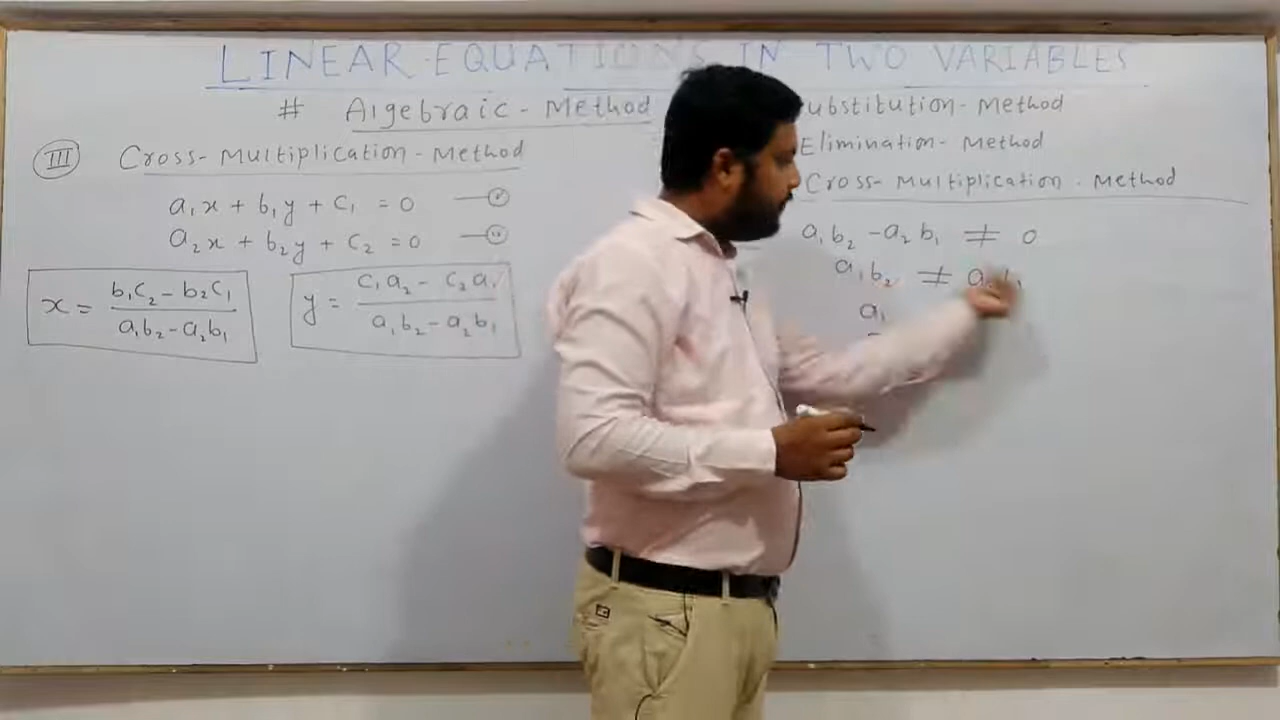 LINEAR EQUATIONS IN TWO VARIABLES
# Algebraic - Method
ubstitution - Method
Elimination - Method
Cross - Multiplication - Method
III Cross - Multiplication - Method
a₁x + b₁y + c₁ = 0
a₂x + b₂y + c₂ = 0
x = (b₁c₂ - b₂c₁) / (a₁b₂ - a₂b₁)
y = (c₁a₂ - c₂a₁) / (a₁b₂ - a₂b₁)
a₁b₂ - a₂b₁ ≠ 0
a₁b₂ ≠ a₂b₁
a₁